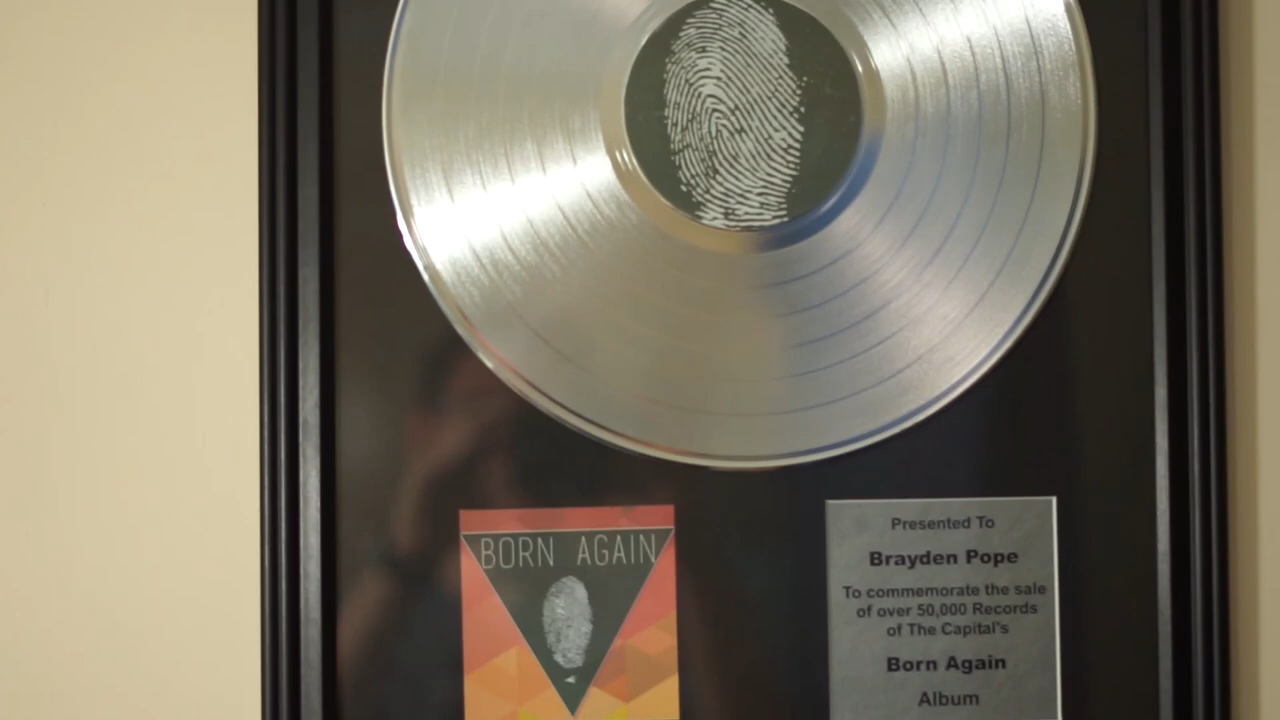 BORN AGAIN
Presented To
Brayden Pope
To commemorate the sale
of over 50,000 Records
of The Capital's
Born Again
Album